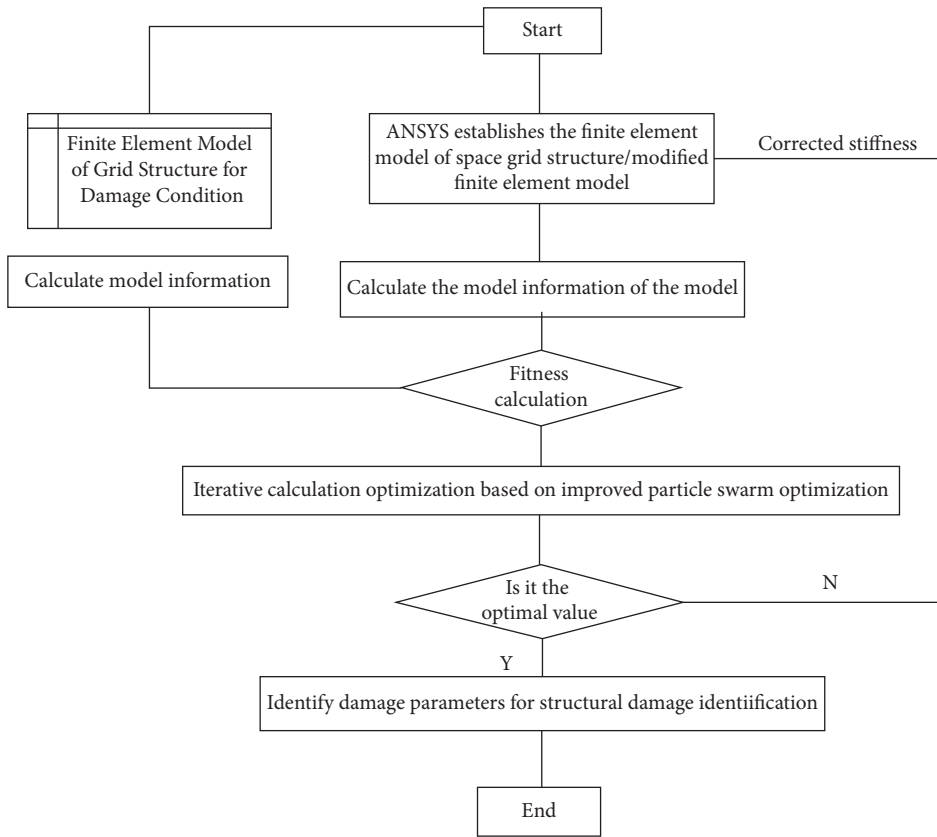 Start
Finite Element Model
of Grid Structure for
Damage Condition
ANSYS establishes the finite element
model of space grid structure/modified
finite element model
Corrected stiffness
Calculate model information
Calculate the model information of the model
Fitness
calculation
Iterative calculation optimization based on improved particle swarm optimization
Is it the
optimal value
N
Y
Identify damage parameters for structural damage identiification
End